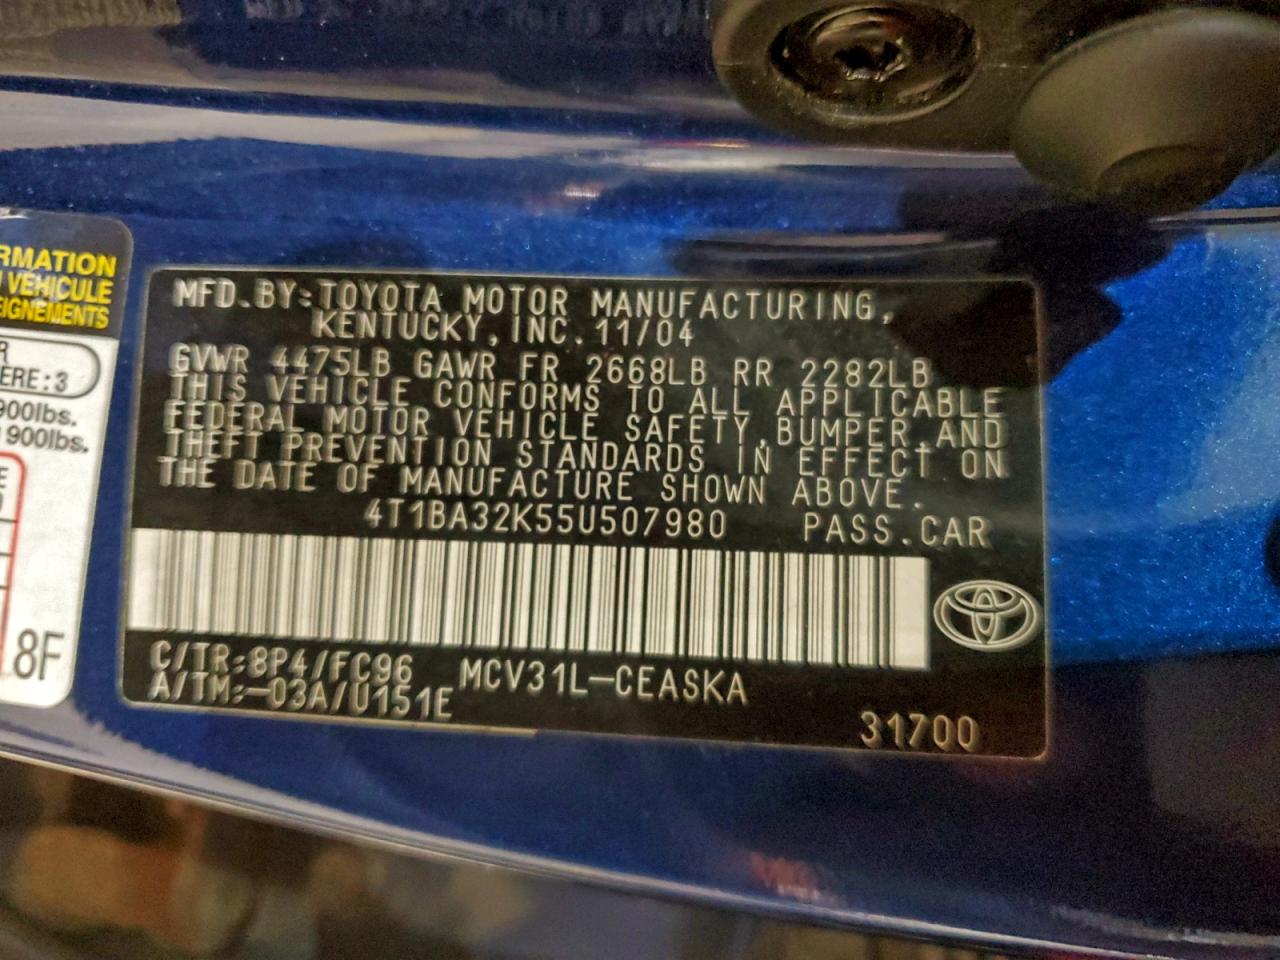 RMATION
VEHICULE
EIGNEMENTS
ERE:3
900lbs.
900lbs.
8F
MFD.BY:TOYOTA MOTOR MANUFACTURING,
KENTUCKY,INC.11/04
GVWR 4475LB GAWR FR 2668LB RR 2282LB
THIS VEHICLE CONFORMS TO ALL APPLICABLE
FEDERAL MOTOR VEHICLE SAFETY,BUMPER,AND
THEFT PREVENTION STANDARDS IN EFFECT ON
THE DATE OF MANUFACTURE SHOWN ABOVE.
4T1BA32K55U507980 PASS.CAR
C/TR:8P4/FC96 MCV31L-CEASKA
A/TM:-03A/U151E
31700